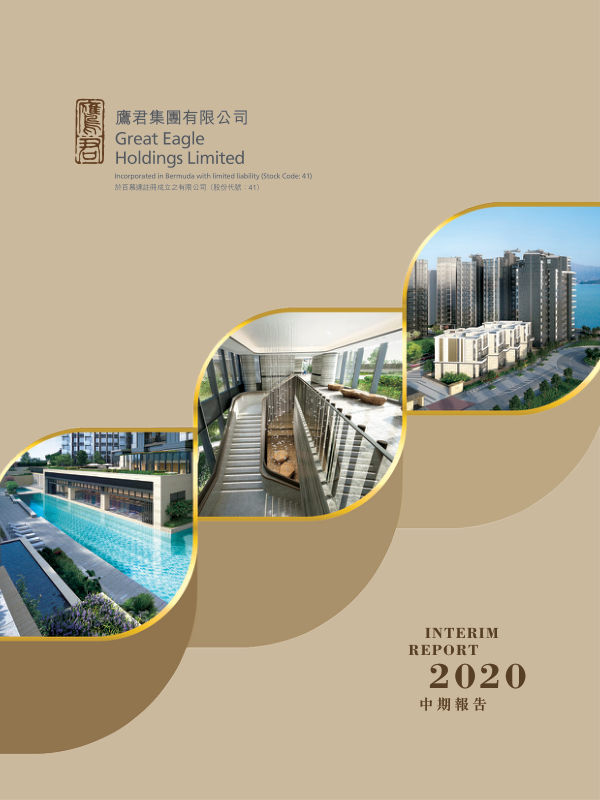 鷹君
鷹君集團有限公司
Great Eagle
Holdings Limited
Incorporated in Bermuda with limited liability (Stock Code: 41)
於百慕達註冊成立之有限公司（股份代號：41）
INTERIM
REPORT
2020
中期報告